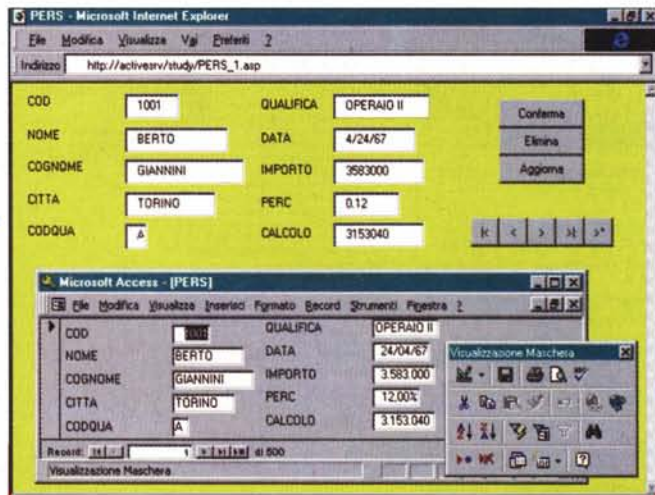 PERS - Microsoft Internet Explorer
File Modifica Visualizza Vai Preferiti ?
Indirizzo http://activesrv/study/PERS_1.asp
COD 1001 QUALIFICA OPERAIO II Conferma
NOME BERTO DATA 4/24/67 Elimina
COGNOME GIANNINI IMPORTO 3583000 Aggiorna
CITTA TORINO PERC 0.12
CODQUA A CALCOLO 3153040
Microsoft Access - [PERS]
File Modifica Visualizza Inserisci Formato Record Strumenti Finestra ?
COD QUALIFICA OPERAIO II
NOME BERTO DATA 24/04/67
COGNOME GIANNINI IMPORTO 3.583.000
CITTA TORINO PERC 12,00%
CODQUA A CALCOLO 3.153.040
Record: 1 di 500
Visualizzazione Maschera
Visualizzazione Maschera